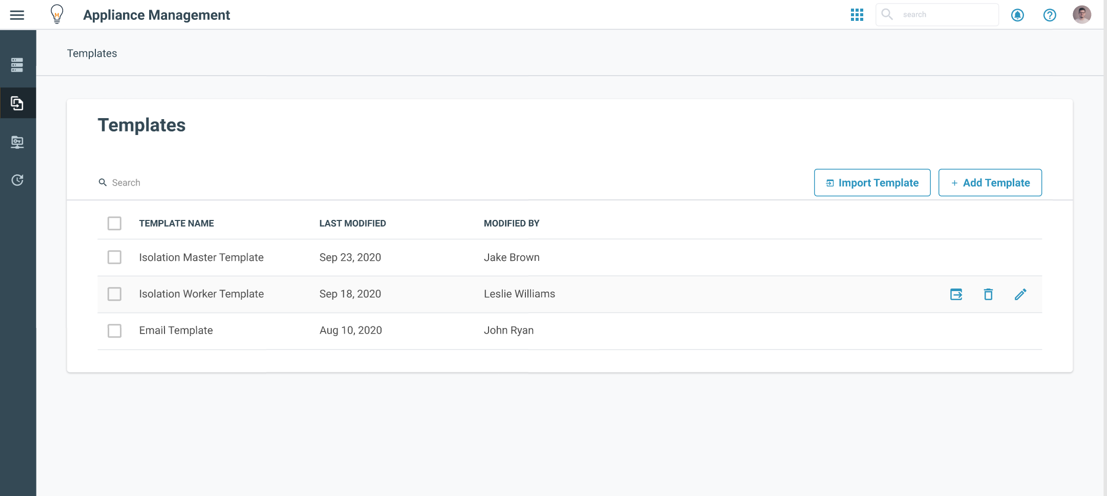 Appliance Management
search
Templates
Templates
Search
Import Template
+ Add Template
TEMPLATE NAME LAST MODIFIED MODIFIED BY
Isolation Master Template Sep 23, 2020 Jake Brown
Isolation Worker Template Sep 18, 2020 Leslie Williams
Email Template Aug 10, 2020 John Ryan